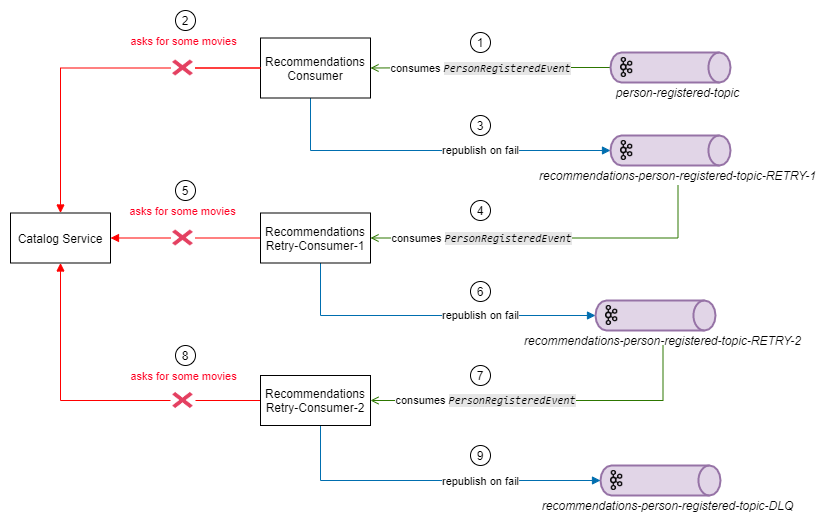 2
asks for some movies
1
Recommendations
Consumer
consumes PersonRegisteredEvent
person-registered-topic
3
republish on fail
recommendations-person-registered-topic-RETRY-1
5
asks for some movies
4
Catalog Service
Recommendations
Retry-Consumer-1
consumes PersonRegisteredEvent
6
republish on fail
recommendations-person-registered-topic-RETRY-2
8
asks for some movies
7
Recommendations
Retry-Consumer-2
consumes PersonRegisteredEvent
9
republish on fail
recommendations-person-registered-topic-DLQ